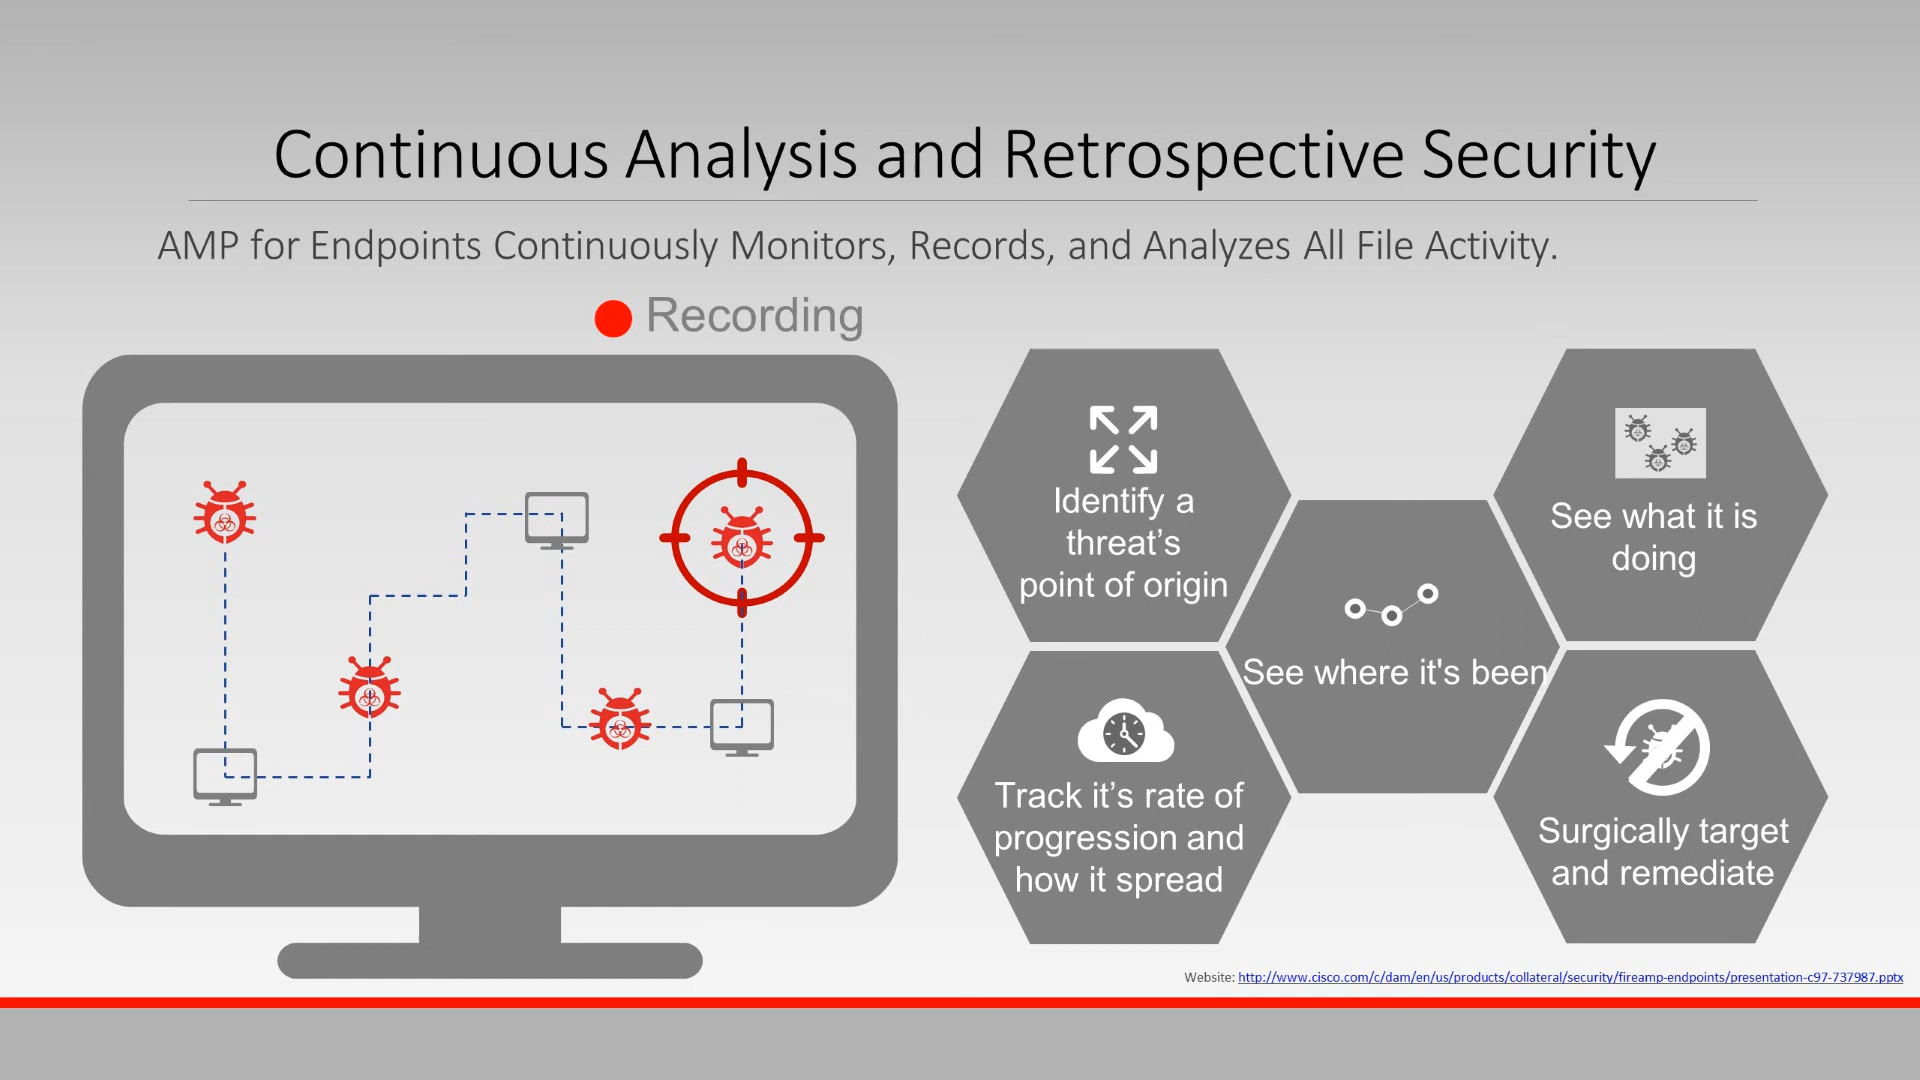 Continuous Analysis and Retrospective Security
AMP for Endpoints Continuously Monitors, Records, and Analyzes All File Activity.
Recording
Identify a
threat’s
point of origin
See what it is
doing
See where it's been
Track it’s rate of
progression and
how it spread
Surgically target
and remediate
Website: http://www.cisco.com/c/dam/en/us/products/collateral/security/fireamp-endpoints/presentation-c97-737987.pptx